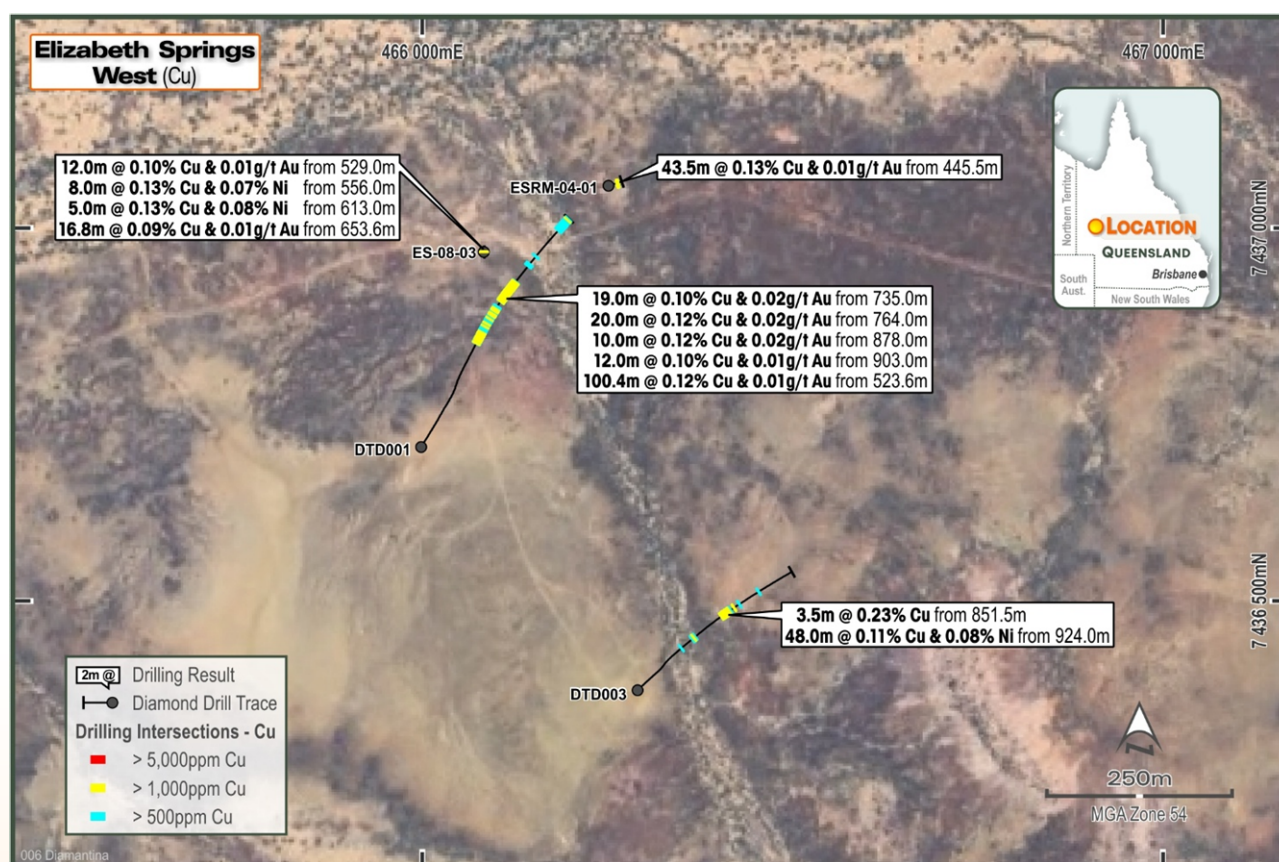 Elizabeth Springs
West (Cu)
466 000mE
467 000mE
12.0m @ 0.10% Cu & 0.01g/t Au from 529.0m
8.0m @ 0.13% Cu & 0.07% Ni from 556.0m
5.0m @ 0.13% Cu & 0.08% Ni from 613.0m
16.8m @ 0.09% Cu & 0.01g/t Au from 653.6m
ESRM-04-01
43.5m @ 0.13% Cu & 0.01g/t Au from 445.5m
ES-08-03
Northern Territory
LOCATION
QUEENSLAND
Brisbane
South
Aust.
New South Wales
7 437 000mN
19.0m @ 0.10% Cu & 0.02g/t Au from 735.0m
20.0m @ 0.12% Cu & 0.02g/t Au from 764.0m
10.0m @ 0.12% Cu & 0.02g/t Au from 878.0m
12.0m @ 0.10% Cu & 0.01g/t Au from 903.0m
100.4m @ 0.12% Cu & 0.01g/t Au from 523.6m
DTD001
7 436 500mN
3.5m @ 0.23% Cu from 851.5m
48.0m @ 0.11% Cu & 0.08% Ni from 924.0m
DTD003
2m @ Drilling Result
Diamond Drill Trace
Drilling Intersections - Cu
> 5,000ppm Cu
> 1,000ppm Cu
> 500ppm Cu
N
250m
MGA Zone 54
006 Diamantina